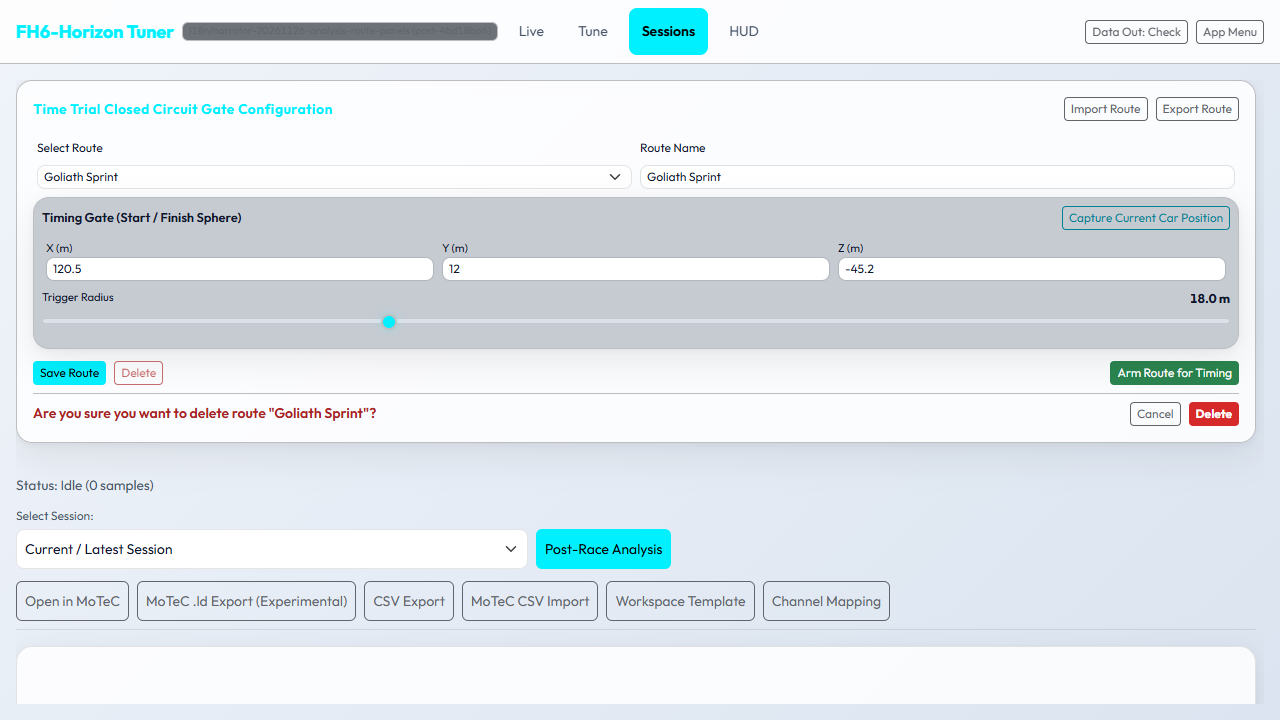 FH6-Horizon Tuner
Live
Tune
Sessions
HUD
Data Out: Check
App Menu
Time Trial Closed Circuit Gate Configuration
Import Route
Export Route
Select Route
Route Name
Goliath Sprint
Goliath Sprint
Timing Gate (Start / Finish Sphere)
Capture Current Car Position
X (m)
Y (m)
Z (m)
120.5
12
-45.2
Trigger Radius
18.0 m
Save Route
Delete
Arm Route for Timing
Are you sure you want to delete route "Goliath Sprint"?
Cancel
Delete
Status: Idle (0 samples)
Select Session:
Current / Latest Session
Post-Race Analysis
Open in MoTeC
MoTeC .ld Export (Experimental)
CSV Export
MoTeC CSV Import
Workspace Template
Channel Mapping